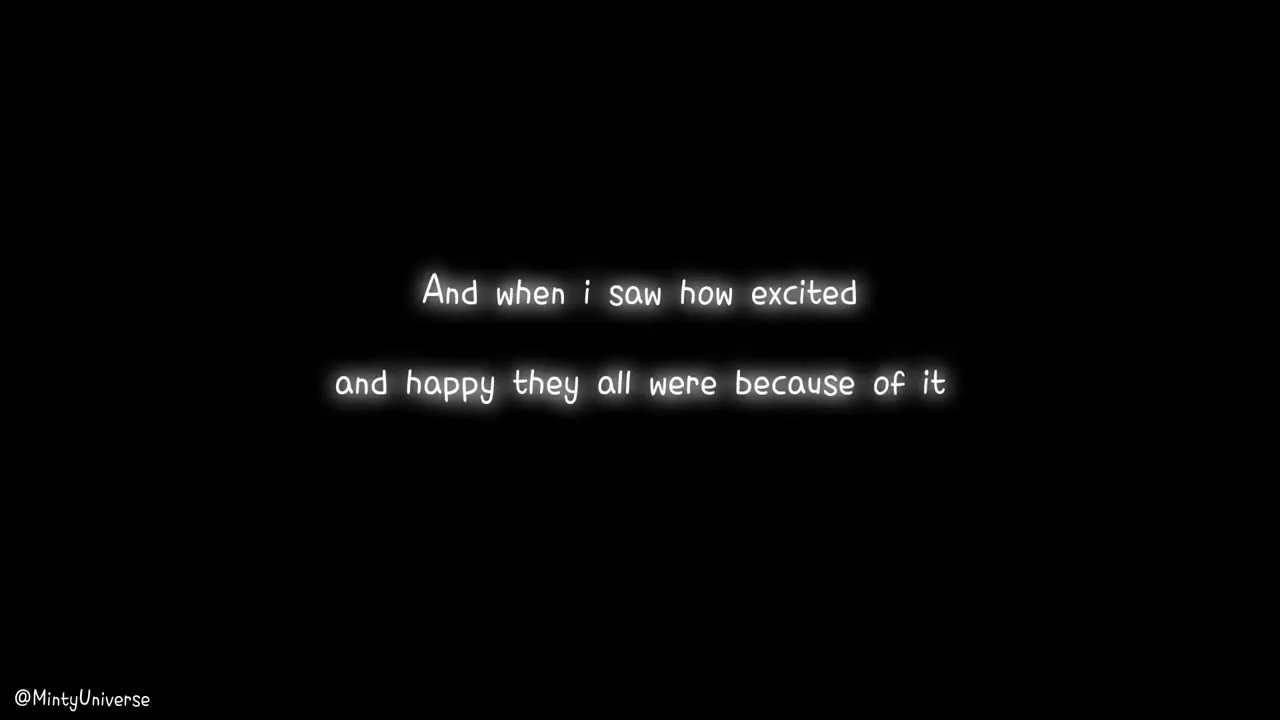 And when i saw how excited
and happy they all were because of it
@MintyUniverse